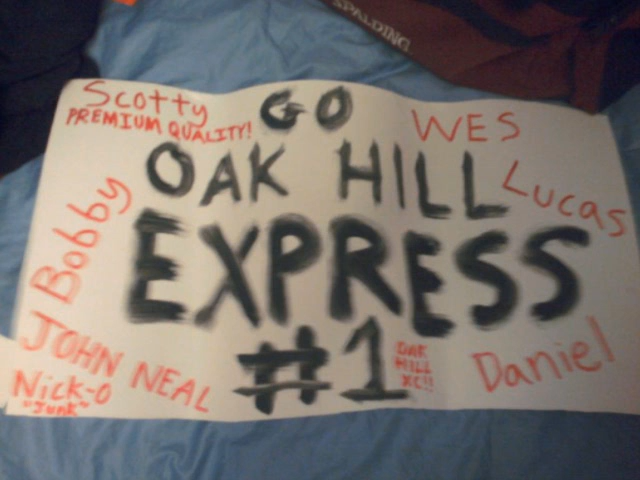 SPALDING
Scotty
PREMIUM QUALITY!
GO
WES
OAK HILL
Lucas
Bobby
EXPRESS
JOHN NEAL
#1
OAK
HILL
XC!!
Daniel
Nick-O
"Junk"